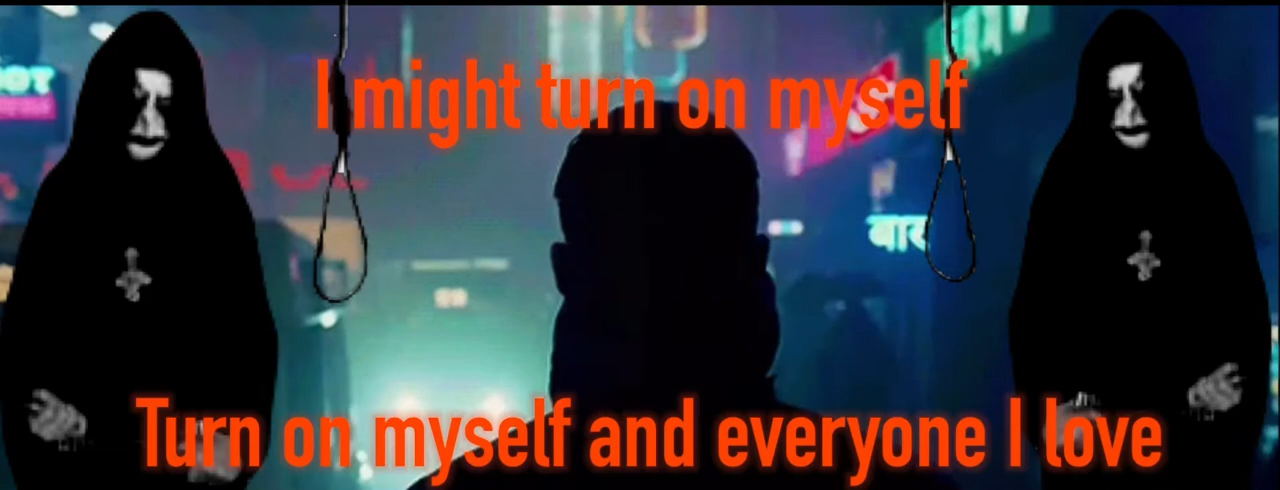 I might turn on myself
बार
Turn on myself and everyone I love